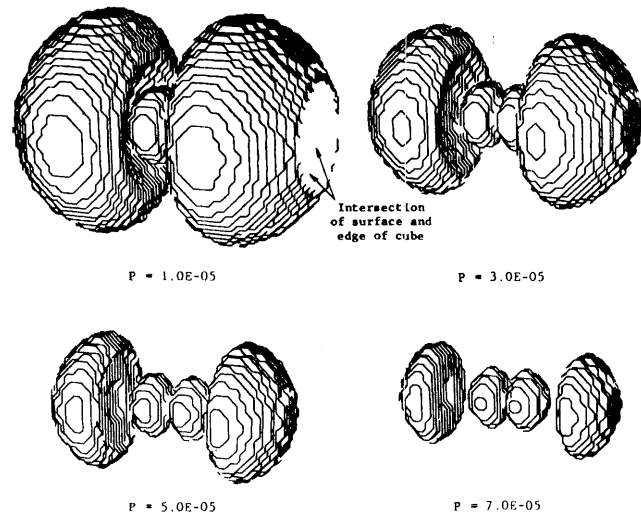 Intersection
of surface and
edge of cube
P = 1.0E-05
P = 3.0E-05
P = 5.0E-05
P = 7.0E-05